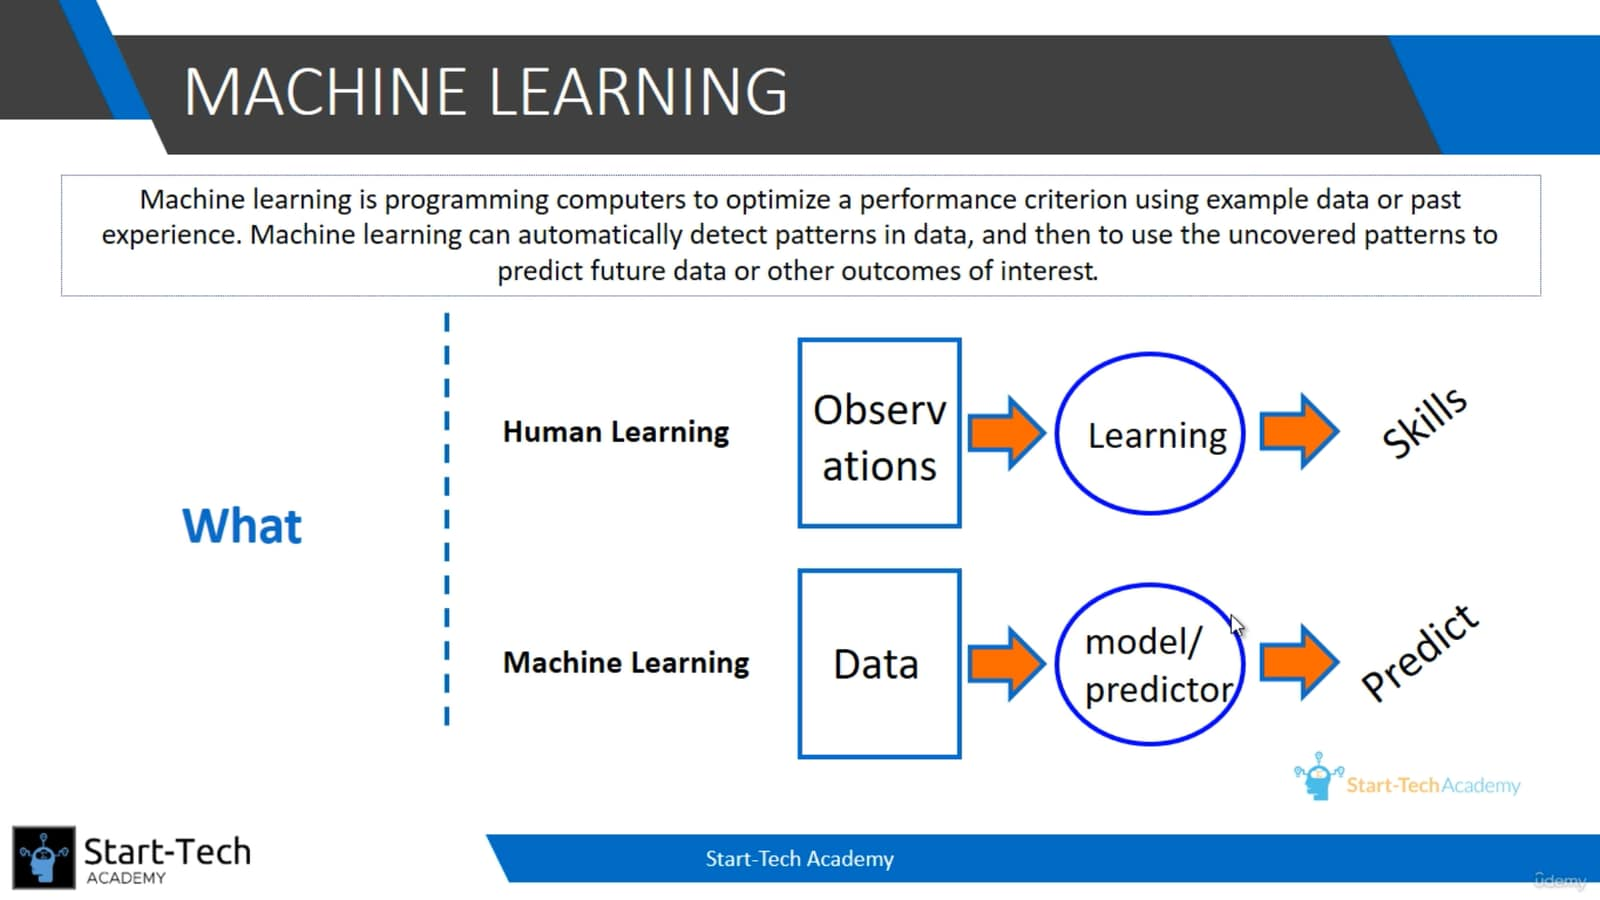 MACHINE LEARNING
Machine learning is programming computers to optimize a performance criterion using example data or past
experience. Machine learning can automatically detect patterns in data, and then to use the uncovered patterns to
predict future data or other outcomes of interest.
What
Human Learning
Observ
ations
Learning
Skills
Machine Learning
Data
model/
predictor
Predict
Start-Tech Academy
Start-Tech
ACADEMY
Start-Tech Academy
udemy